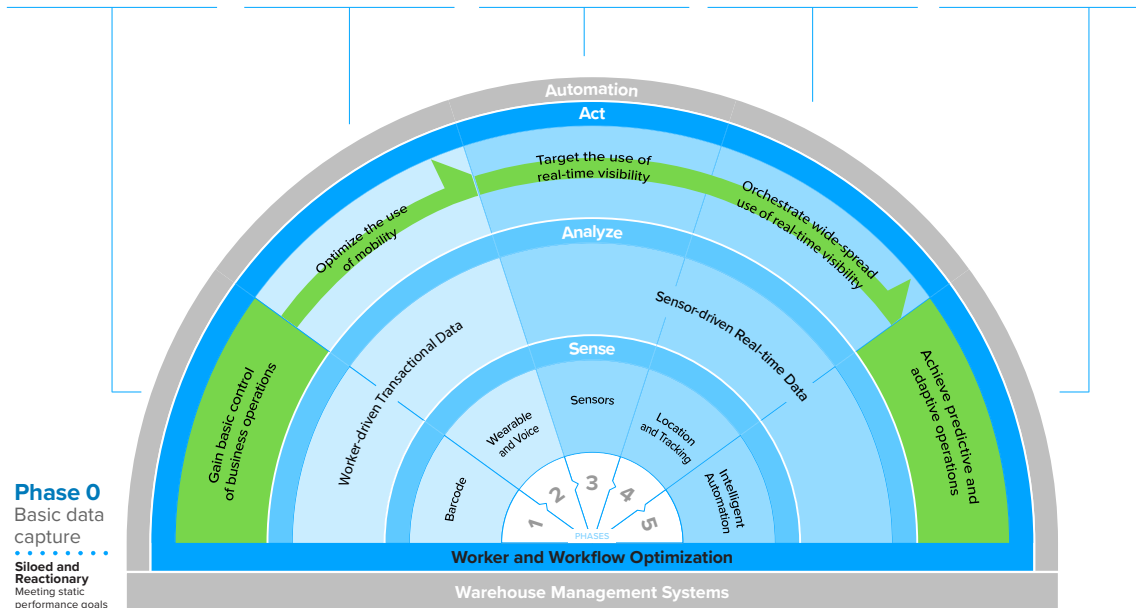 Automation
Act
Target the use of
real-time visibility
Optimize the use
of mobility
Orchestrate wide-spread
use of real-time visibility
Gain basic control
of business operations
Achieve predictive and
adaptive operations
Analyze
Worker-driven Transactional Data
Sensor-driven Real-time Data
Sense
Barcode
Wearable
and Voice
Sensors
Location
and Tracking
Intelligent
Automation
1
2
3
4
5
PHASES
Worker and Workflow Optimization
Warehouse Management Systems
Phase 0
Basic data
capture
Siloed and
Reactionary
Meeting static
performance goals